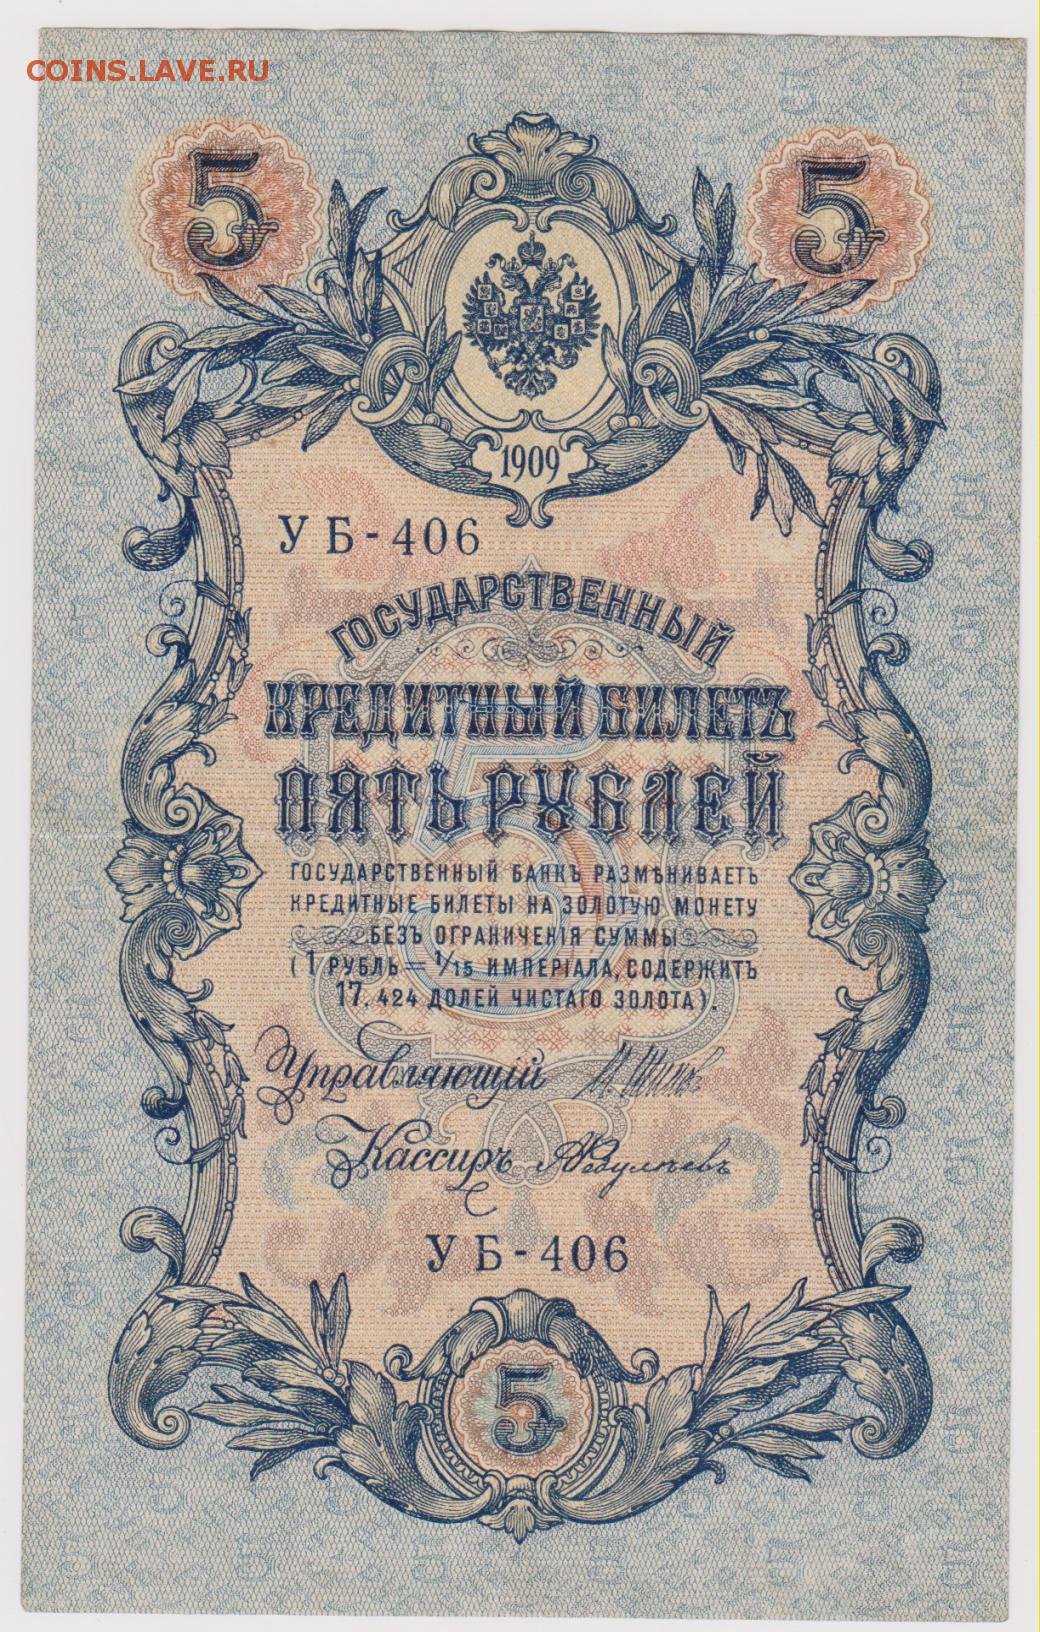 COINS.LAVE.RU
5 5
1909
УБ-406
ГОСУДАРСТВЕННЫЙ
КРЕДИТНЫЙ БИЛЕТЪ
ПЯТЬ РУБЛЕЙ
ГОСУДАРСТВЕННЫЙ БАНКЪ РАЗМѢНИВАЕТЪ
КРЕДИТНЫЕ БИЛЕТЫ НА ЗОЛОТУЮ МОНЕТУ
БЕЗЪ ОГРАНИЧЕНІЯ СУММЫ
(1 РУБЛЬ = 1/15 ИМПЕРІАЛА, СОДЕРЖИТЪ
17,424 ДОЛЕЙ ЧИСТАГО ЗОЛОТА).
Управляющій
Кассиръ
УБ-406
5